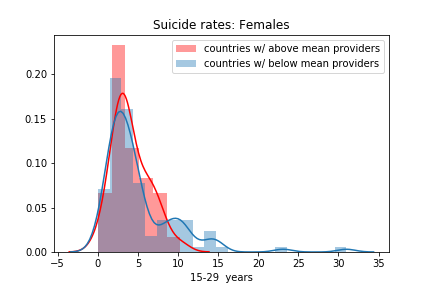 Suicide rates: Females
countries w/ above mean providers
countries w/ below mean providers
0.20
0.15
0.10
0.05
0.00
−5 0 5 10 15 20 25 30 35
15-29  years